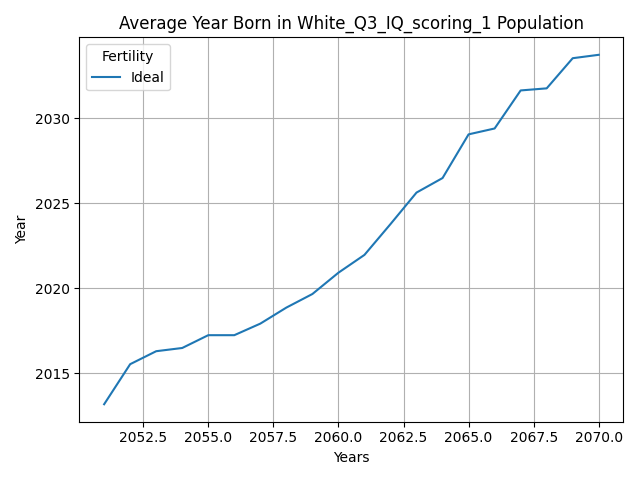 Average Year Born in White_Q3_IQ_scoring_1 Population
Fertility
Ideal
Year
2030
2025
2020
2015
2052.5 2055.0 2057.5 2060.0 2062.5 2065.0 2067.5 2070.0
Years